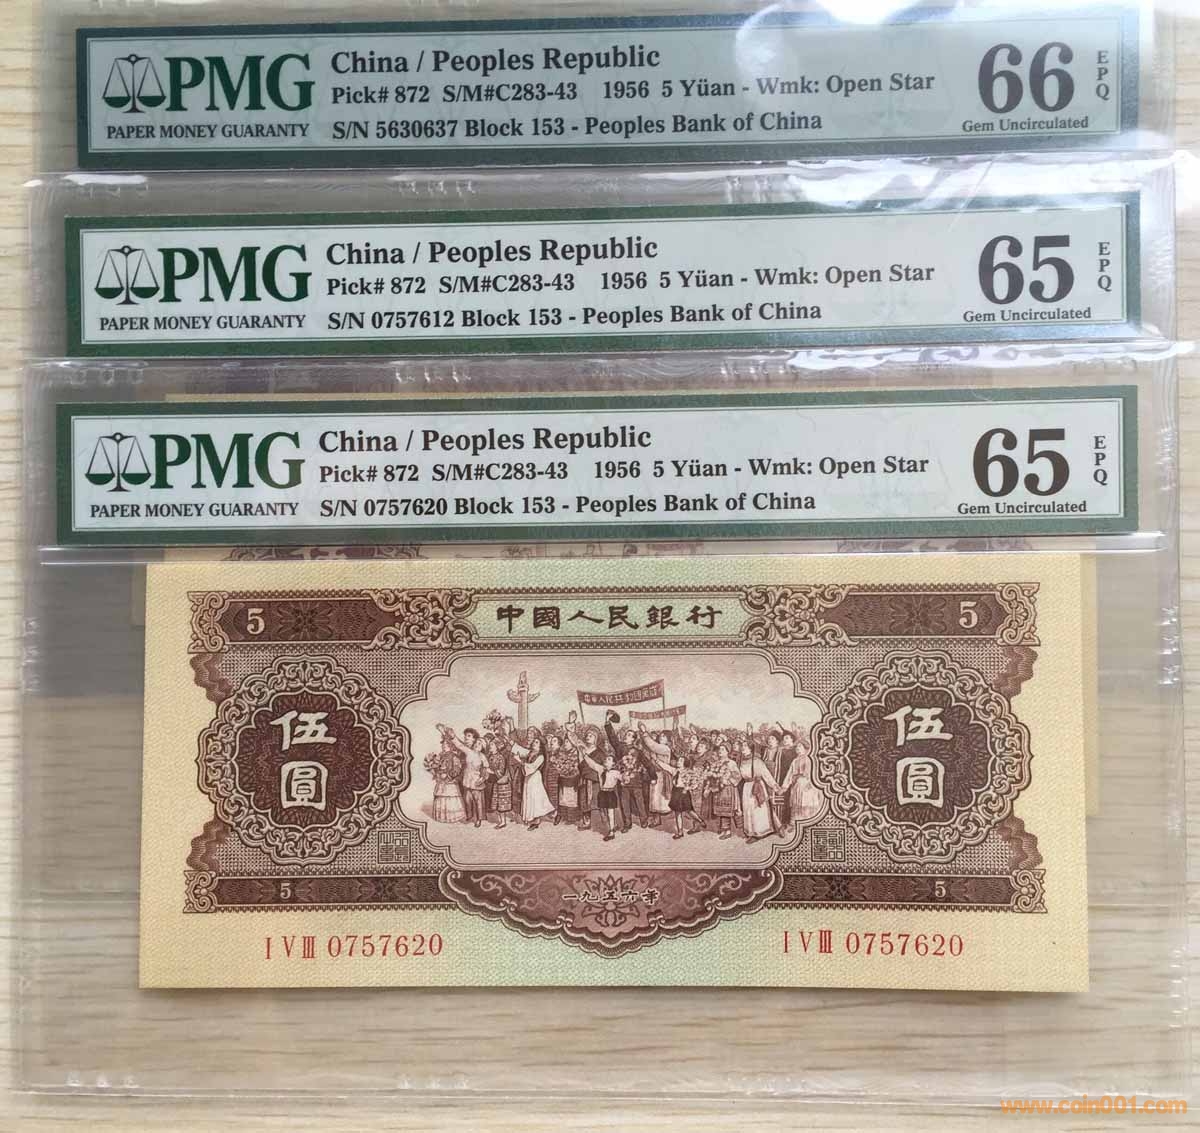 PMG
PAPER MONEY GUARANTY
China / Peoples Republic
Pick# 872 S/M#C283-43 1956 5 Yüan - Wmk: Open Star
S/N 5630637 Block 153 - Peoples Bank of China
66
EPQ
Gem Uncirculated
PMG
PAPER MONEY GUARANTY
China / Peoples Republic
Pick# 872 S/M#C283-43 1956 5 Yüan - Wmk: Open Star
S/N 0757612 Block 153 - Peoples Bank of China
65
EPQ
Gem Uncirculated
PMG
PAPER MONEY GUARANTY
China / Peoples Republic
Pick# 872 S/M#C283-43 1956 5 Yüan - Wmk: Open Star
S/N 0757620 Block 153 - Peoples Bank of China
65
EPQ
Gem Uncirculated
5 中國人民銀行 5
伍圓
伍圓
5 5
一九五六年
I V III 0757620 I V III 0757620
www.coin001.com